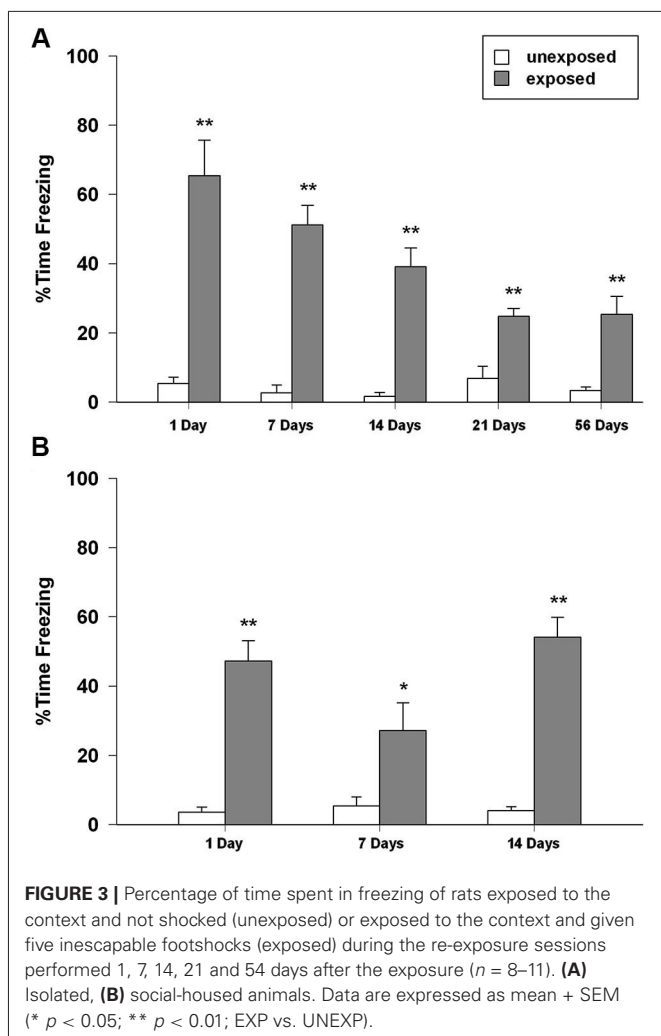 A
100
80
60
40
20
0
%Time Freezing
unexposed
exposed
** ** ** ** **
1 Day 7 Days 14 Days 21 Days 56 Days
B
100
80
60
40
20
0
%Time Freezing
** * **
1 Day 7 Days 14 Days
FIGURE 3 | Percentage of time spent in freezing of rats exposed to the
context and not shocked (unexposed) or exposed to the context and given
five inescapable footshocks (exposed) during the re-exposure sessions
performed 1, 7, 14, 21 and 54 days after the exposure (n = 8–11). (A)
Isolated, (B) social-housed animals. Data are expressed as mean + SEM
(* p < 0.05; ** p < 0.01; EXP vs. UNEXP).